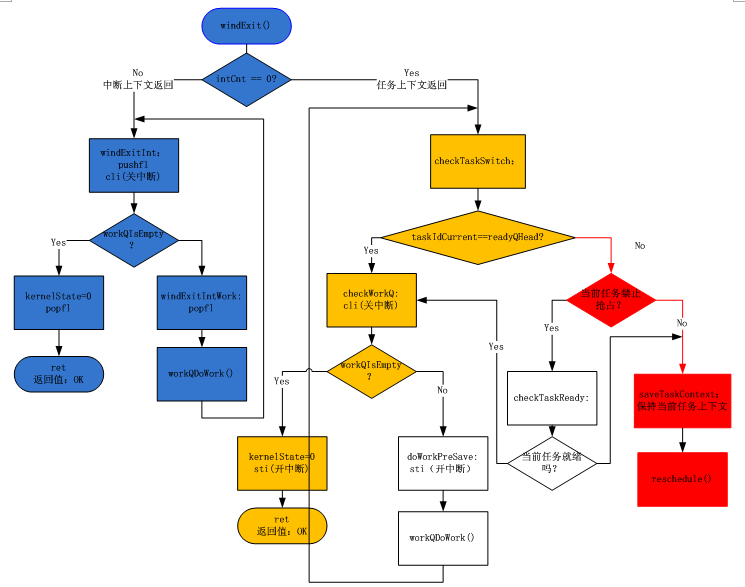 windExit()
intCnt == 0?
No
中断上下文返回
Yes
任务上下文返回
windExitInt:
pushfl
cli(关中断)
checkTaskSwitch:
workQIsEmpty
?
Yes
taskIdCurrent==readyQHead?
Yes
No
kernelState=0
popfl
windExitIntWork:
popfl
checkWorkQ:
cli(关中断)
当前任务禁止
抢占?
Yes
No
Yes
ret
返回值: OK
workQDoWork()
workQIsEmpty
?
Yes
No
checkTaskReady:
saveTaskContext:
保持当前任务上下文
kernelState=0
sti(开中断)
doWorkPreSave:
sti（开中断）
当前任务就绪
吗?
reschedule()
ret
返回值: OK
workQDoWork()